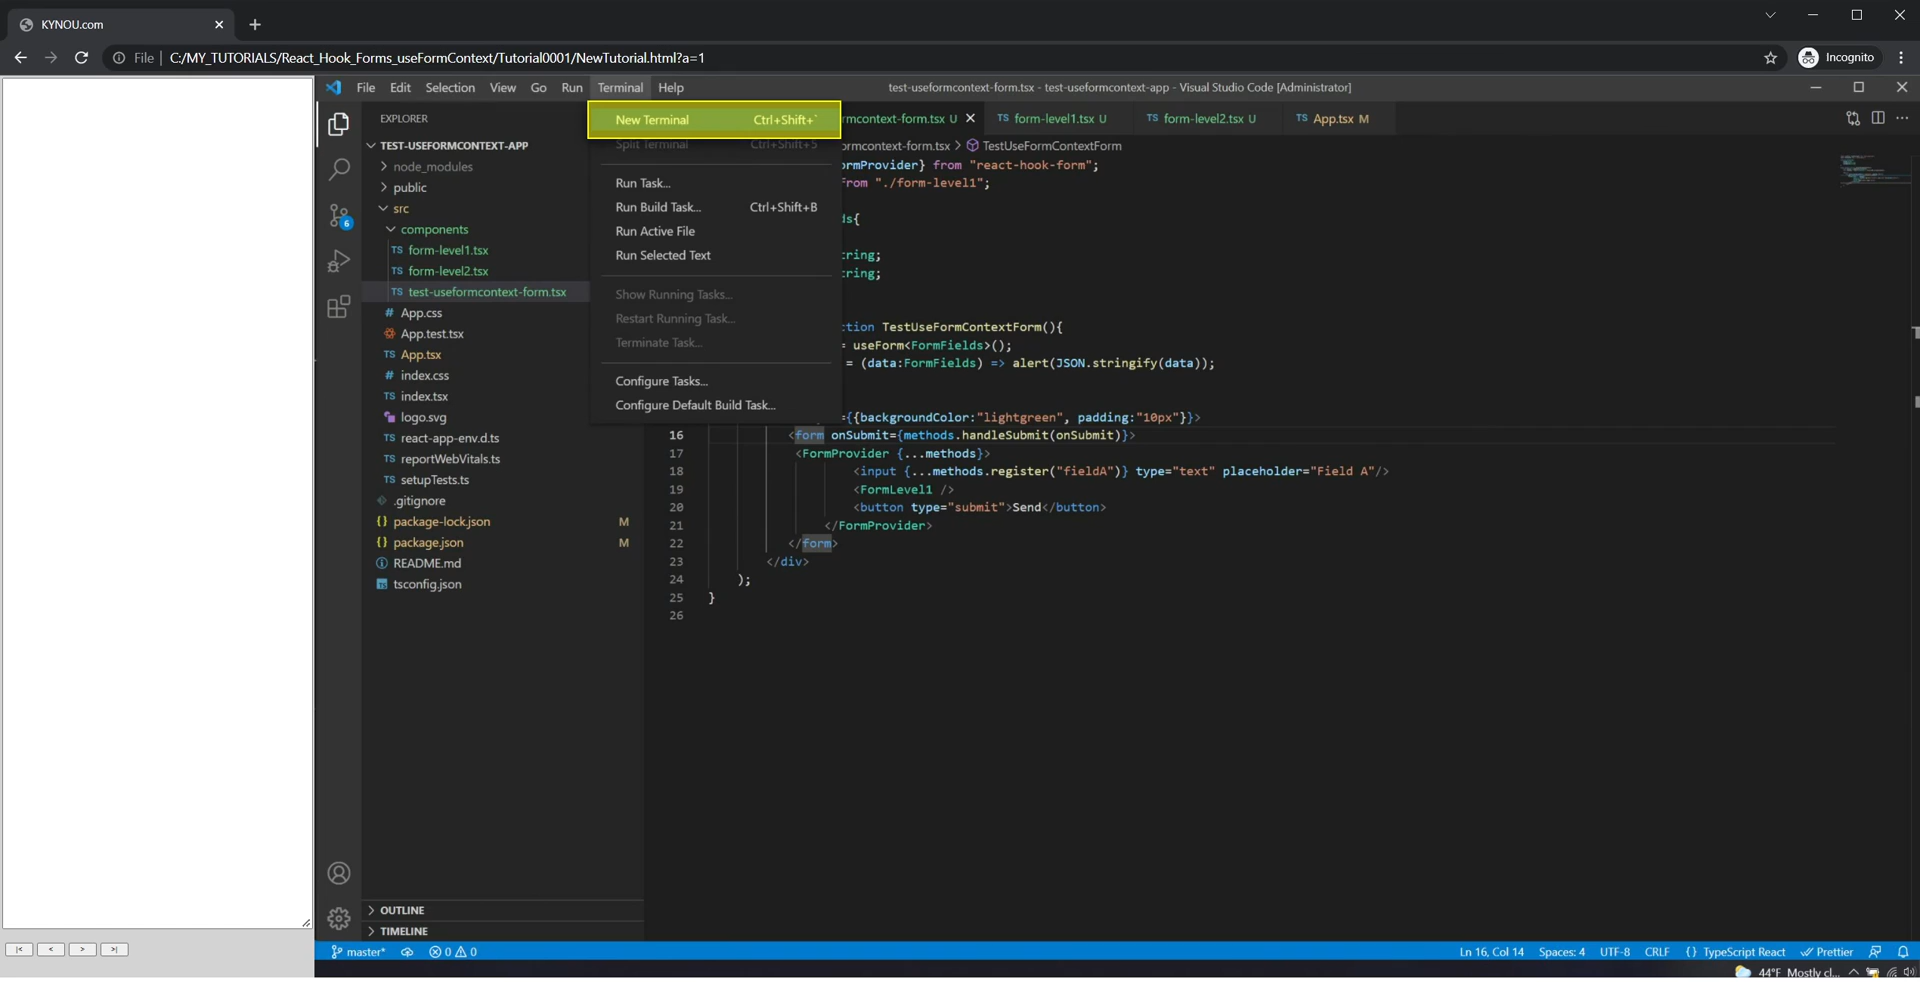 KYNOU.com
File C:/MY_TUTORIALS/React_Hook_Forms_useFormContext/Tutorial0001/NewTutorial.html?a=1
Incognito
File Edit Selection View Go Run Terminal Help
test-useformcontext-form.tsx - test-useformcontext-app - Visual Studio Code [Administrator]
EXPLORER
TEST-USEFORMCONTEXT-APP
node_modules
public
src
components
TS form-level1.tsx
TS form-level2.tsx
TS test-useformcontext-form.tsx
# App.css
App.test.tsx
TS App.tsx
# index.css
TS index.tsx
logo.svg
TS react-app-env.d.ts
TS reportWebVitals.ts
TS setupTests.ts
.gitignore
{} package-lock.json M
{} package.json M
README.md
tsconfig.json
OUTLINE
TIMELINE
6
New Terminal Ctrl+Shift+`
Split Terminal Ctrl+Shift+5
Run Task...
Run Build Task... Ctrl+Shift+B
Run Active File
Run Selected Text
Show Running Tasks...
Restart Running Task...
Terminate Task...
Configure Tasks...
Configure Default Build Task...
mcontext-form.tsx U
TS form-level1.tsx U
TS form-level2.tsx U
TS App.tsx M
ormcontext-form.tsx > TestUseFormContextForm
ormProvider} from "react-hook-form";
from "./form-level1";
ds{
tring;
tring;
ction TestUseFormContextForm(){
= useForm<FormFields>();
= (data:FormFields) => alert(JSON.stringify(data));
={{backgroundColor:"lightgreen", padding:"10px"}}>
16 <form onSubmit={methods.handleSubmit(onSubmit)}>
17 <FormProvider {...methods}>
18 <input {...methods.register("fieldA")} type="text" placeholder="Field A"/>
19 <FormLevel1 />
20 <button type="submit">Send</button>
21 </FormProvider>
22 </form>
23 </div>
24 );
25 }
26
|< < > >|
master* 0 0
Ln 16, Col 14 Spaces: 4 UTF-8 CRLF {} TypeScript React Prettier
44°F Mostly cl...